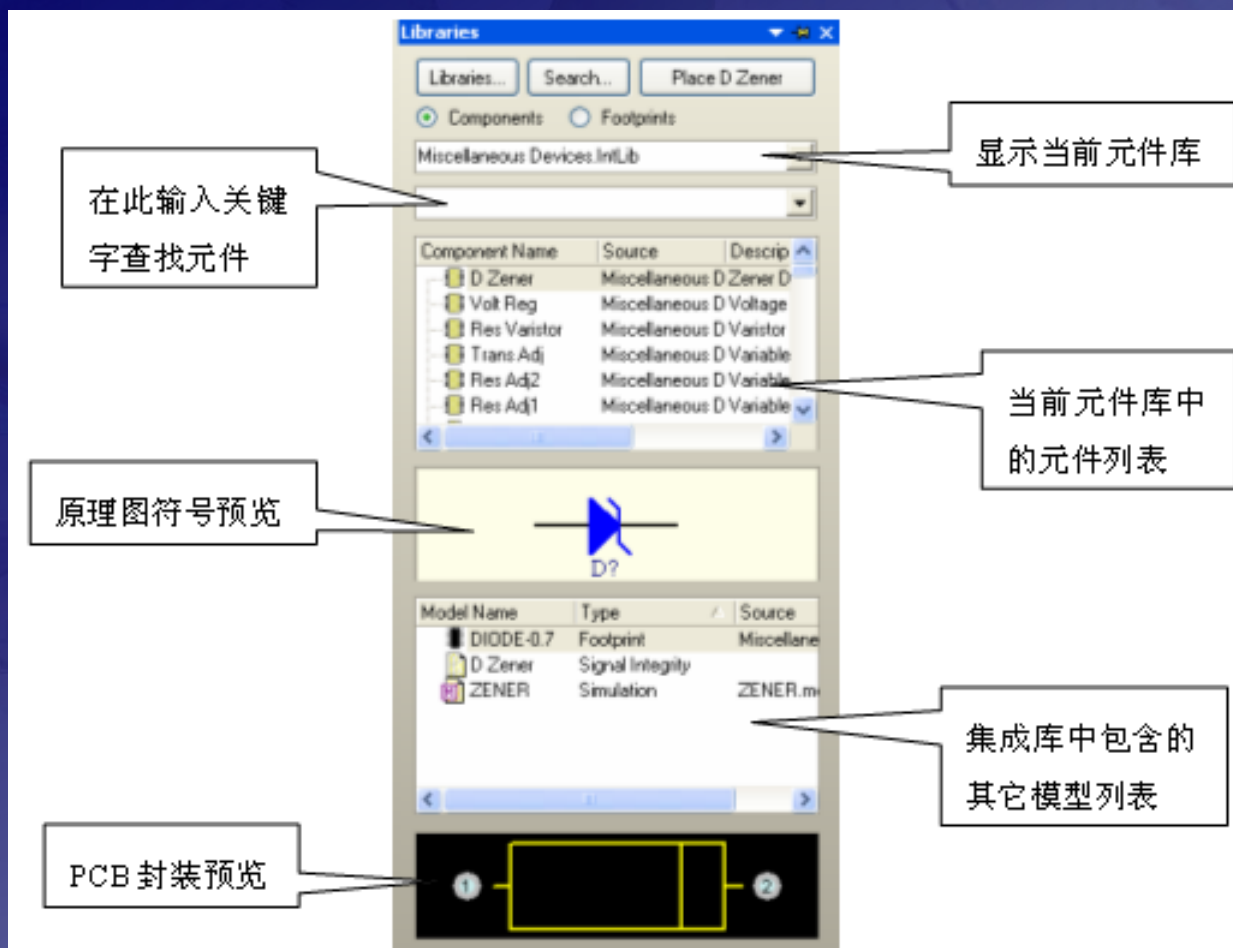 Libraries
Libraries... Search... Place D Zener
Components Footprints
Miscellaneous Devices.IntLib
显示当前元件库
在此输入关键
字查找元件
Component Name Source Descrip
D Zener Miscellaneous D Zener D
Volt Reg Miscellaneous D Voltage
Res Varistor Miscellaneous D Varistor
Trans Adj Miscellaneous D Variable
Res Adj2 Miscellaneous D Variable
Res Adj1 Miscellaneous D Variable
当前元件库中
的元件列表
原理图符号预览
D?
Model Name Type Source
DIODE-0.7 Footprint Miscellane
D Zener Signal Integrity
ZENER Simulation ZENER.m
集成库中包含的
其它模型列表
PCB 封装预览
1 2